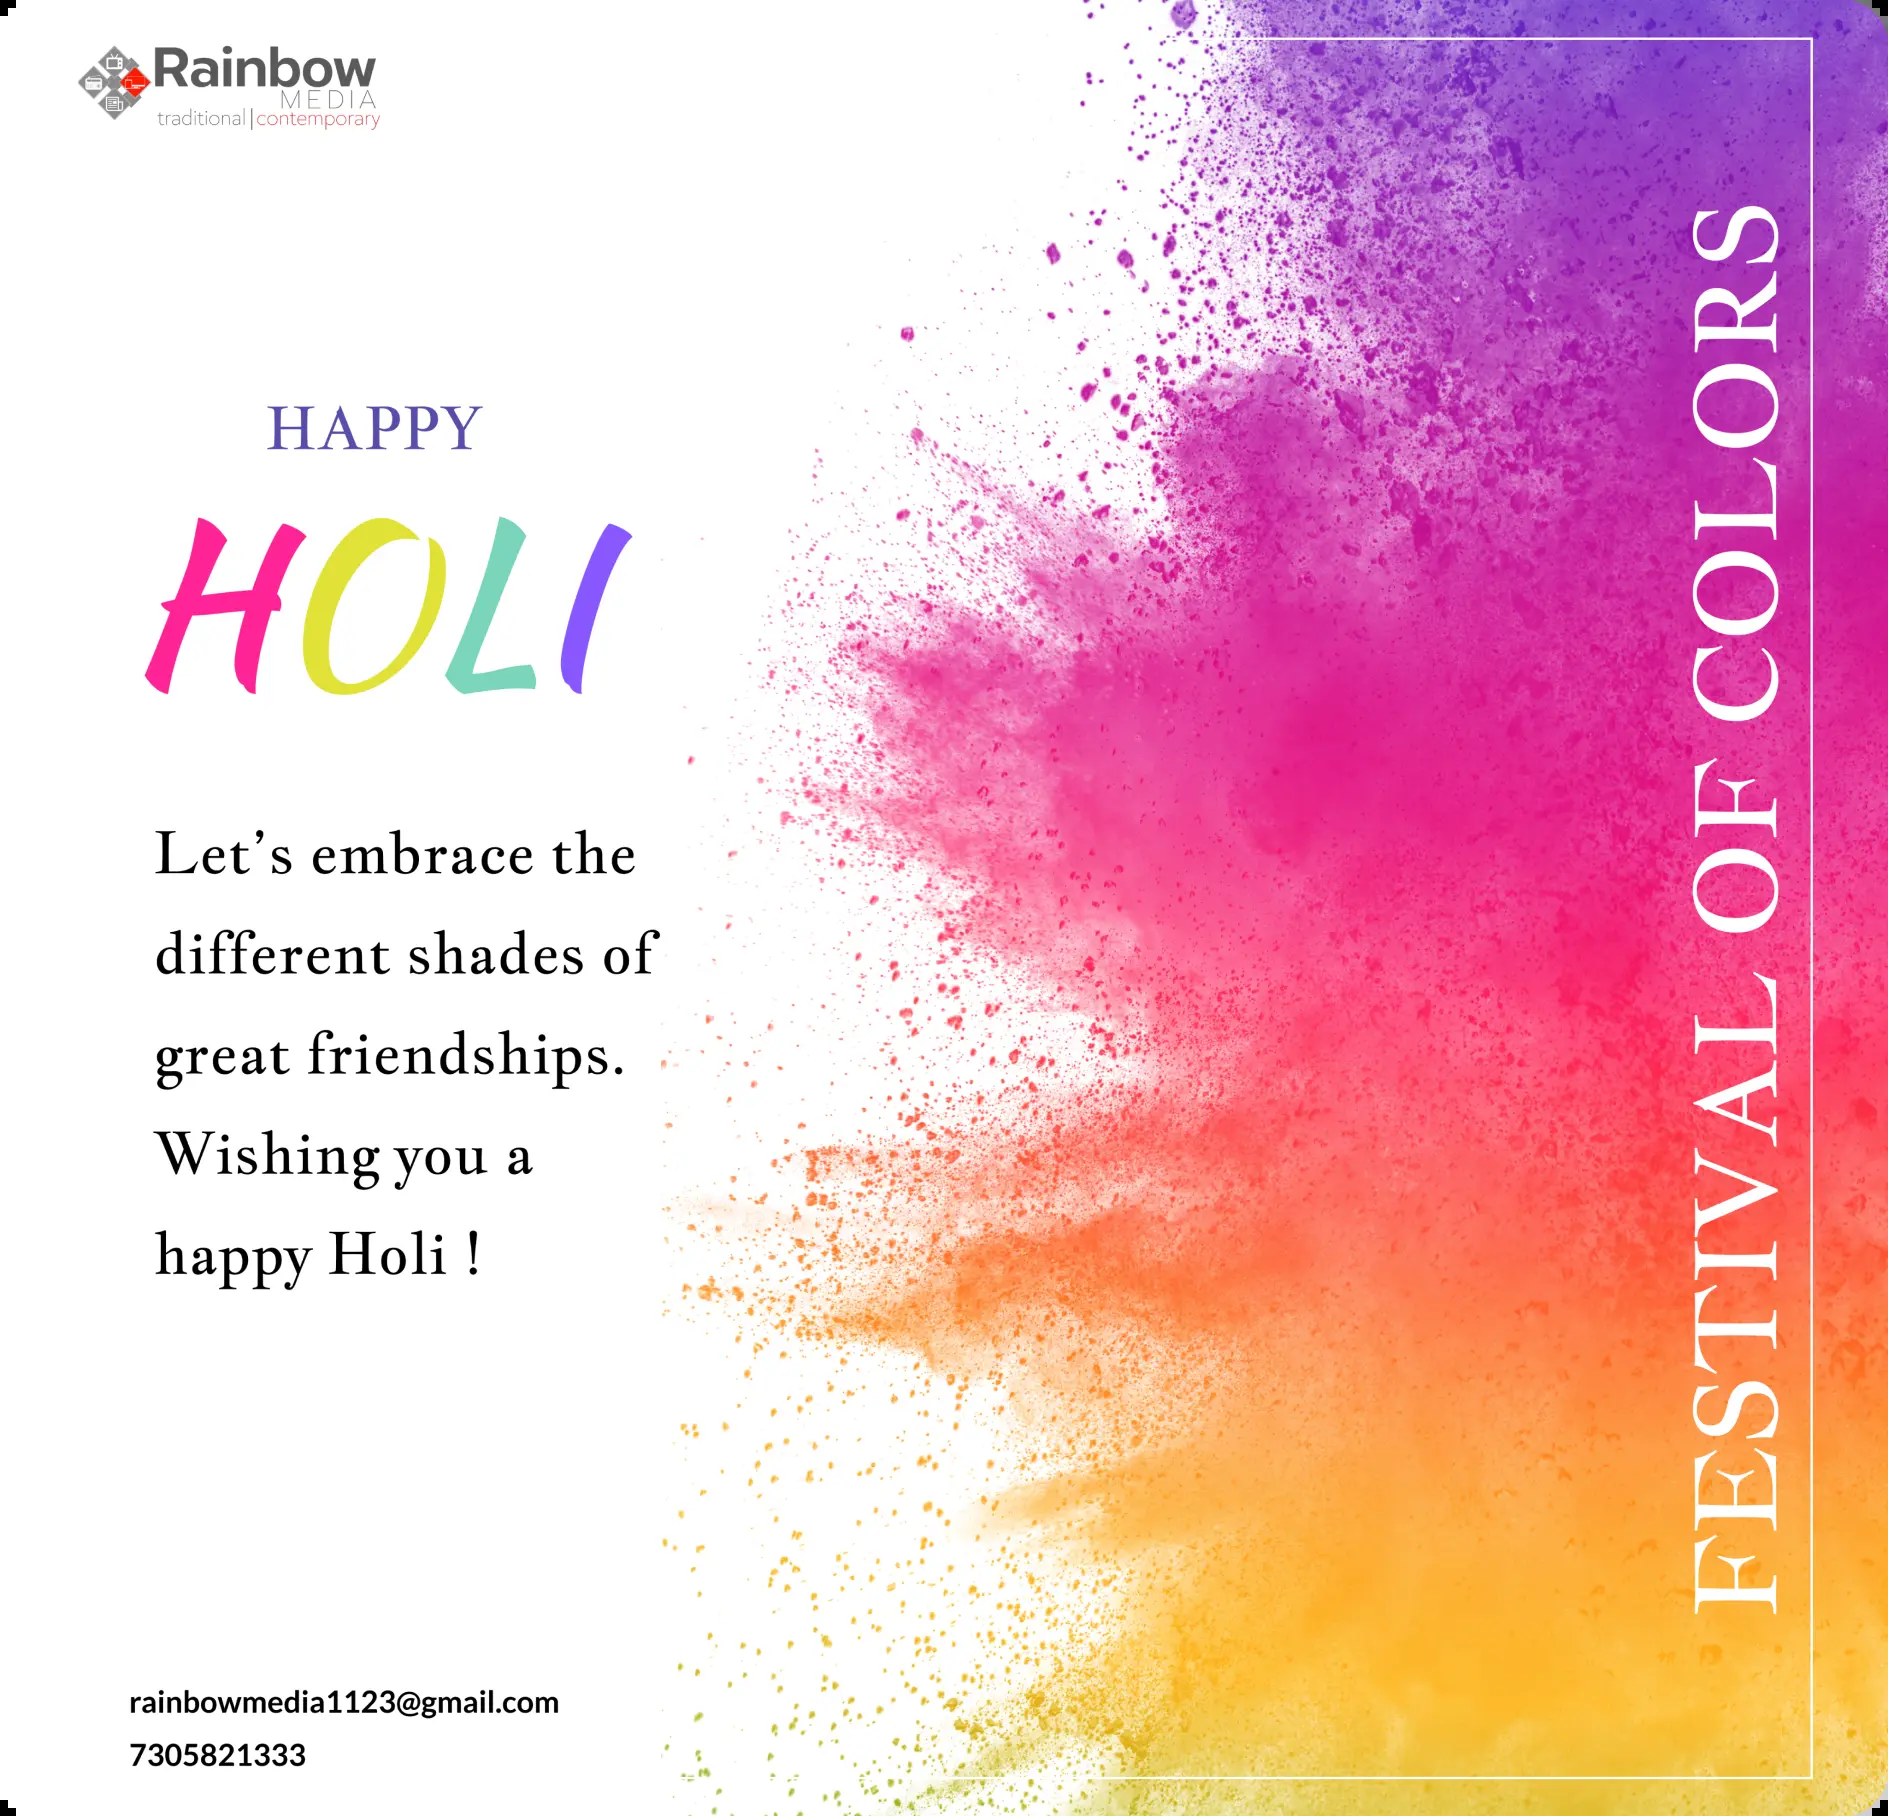 Rainbow
MEDIA
traditional|contemporary
HAPPY
HOLI
Let’s embrace the
different shades of
great friendships.
Wishing you a
happy Holi !
rainbowmedia1123@gmail.com
7305821333
FESTIVAL OF COLORS